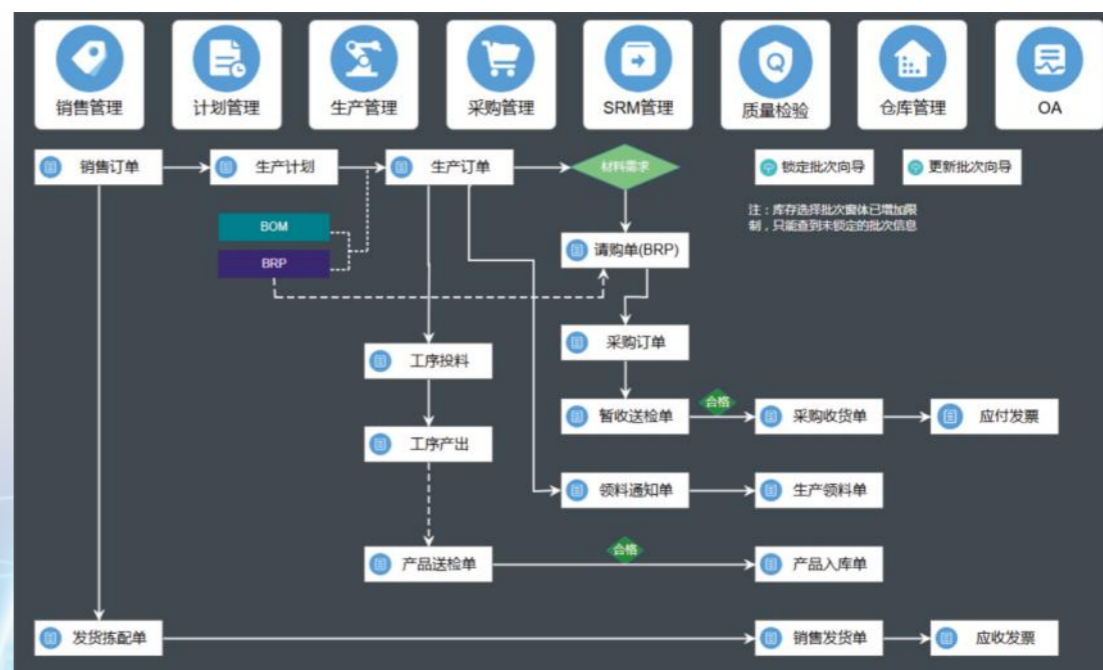 销售管理
计划管理
生产管理
采购管理
SRM管理
质量检验
仓库管理
OA
销售订单
生产计划
生产订单
材料需求
锁定批次向导
更新批次向导
注：库存选择批次窗体已增加限
制，只能查到未锁定的批次信息
BOM
BRP
请购单(BRP)
采购订单
工序投料
暂收送检单
合格
采购收货单
应付发票
工序产出
领料通知单
生产领料单
产品送检单
合格
产品入库单
发货拣配单
销售发货单
应收发票